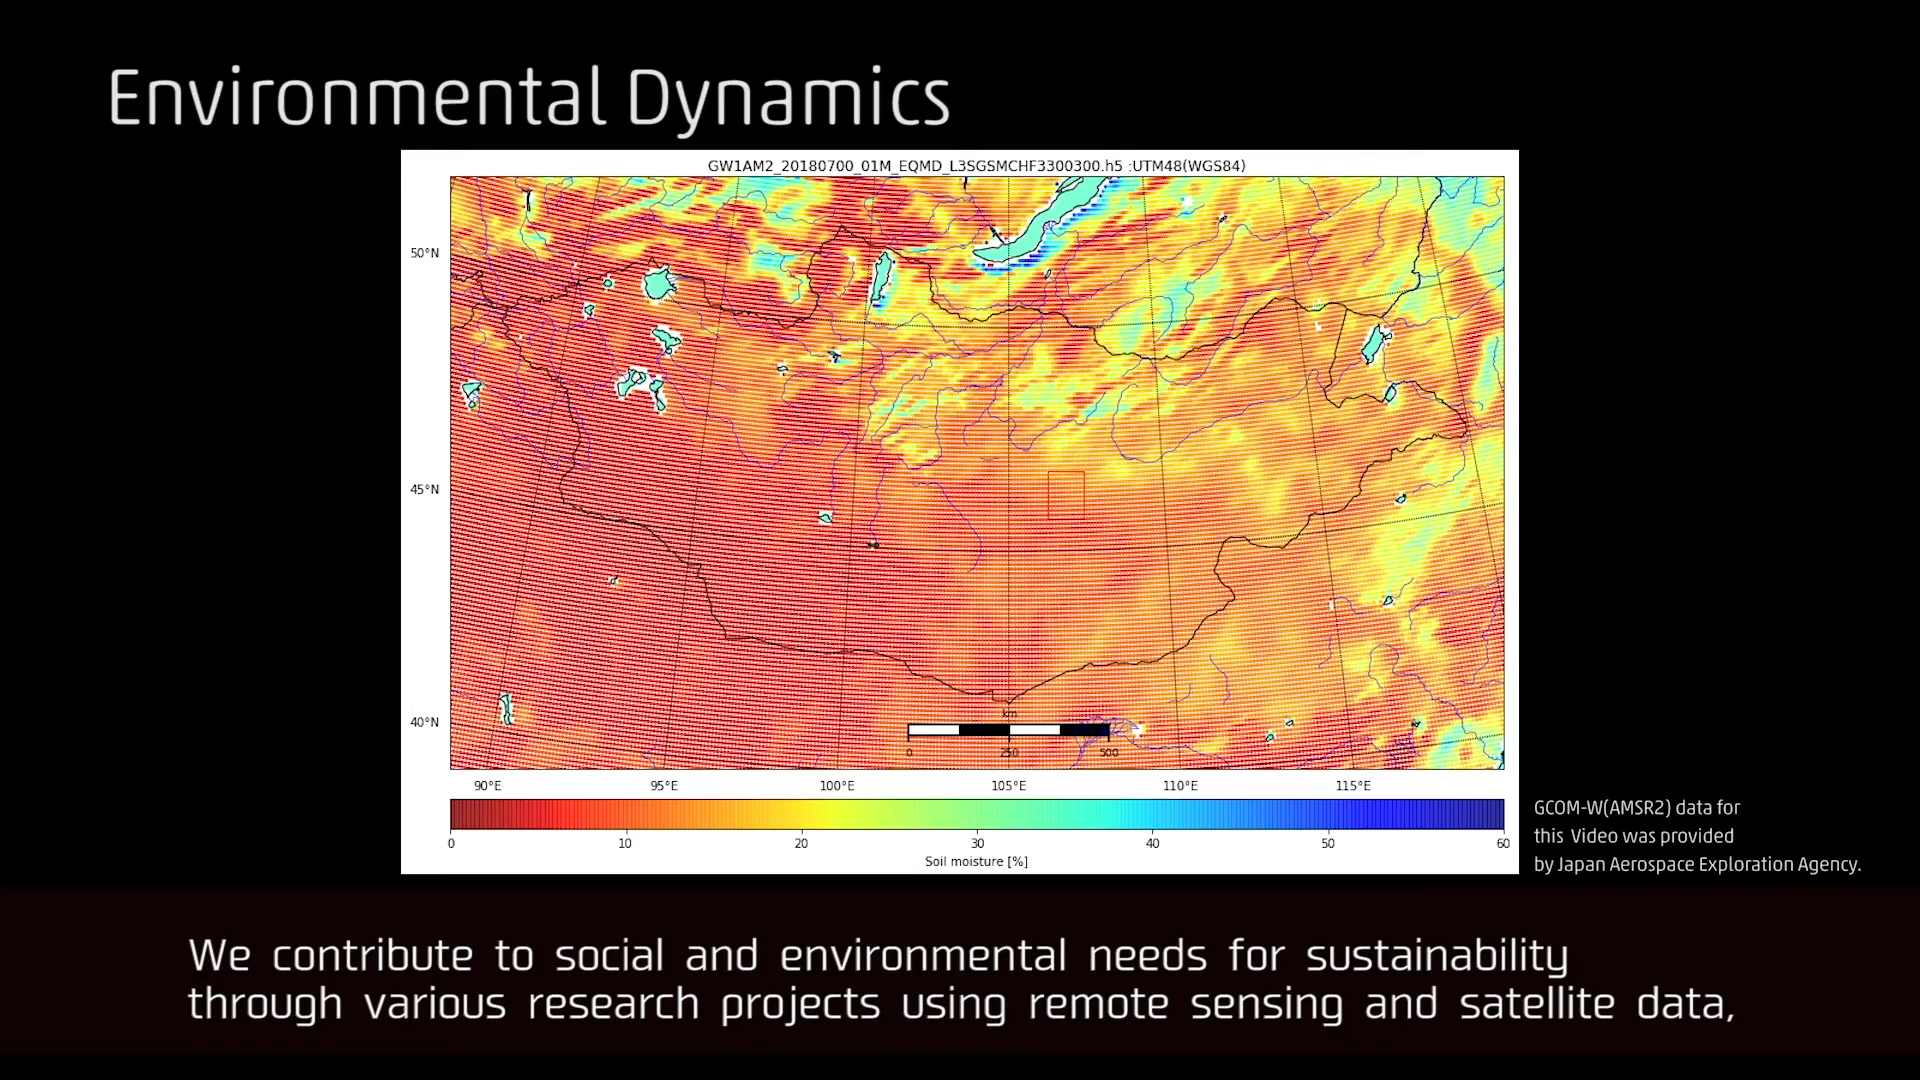 Environmental Dynamics
GW1AM2_20180700_01M_EQMD_L3SGSMCHF3300300.h5 :UTM48(WGS84)
50°N
45°N
40°N
km
0 250 500
90°E 95°E 100°E 105°E 110°E 115°E
0 10 20 30 40 50 60
Soil moisture [%]
GCOM-W(AMSR2) data for
this Video was provided
by Japan Aerospace Exploration Agency.
We contribute to social and environmental needs for sustainability
through various research projects using remote sensing and satellite data,